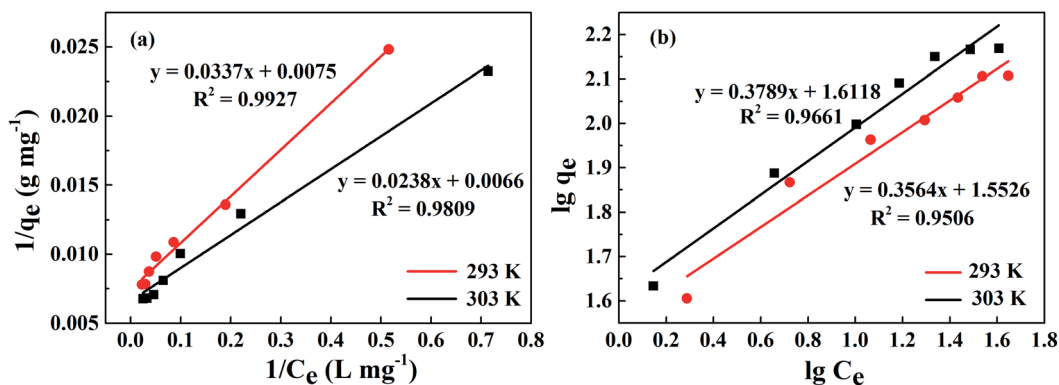 (a)
y = 0.0337x + 0.0075
R² = 0.9927
y = 0.0238x + 0.0066
R² = 0.9809
293 K
303 K
0.025
0.020
0.015
0.010
0.005
0.0 0.1 0.2 0.3 0.4 0.5 0.6 0.7 0.8
1/qe (g mg⁻¹)
1/Ce (L mg⁻¹)
(b)
y = 0.3789x + 1.6118
R² = 0.9661
y = 0.3564x + 1.5526
R² = 0.9506
293 K
303 K
2.2
2.1
2.0
1.9
1.8
1.7
1.6
0.0 0.2 0.4 0.6 0.8 1.0 1.2 1.4 1.6 1.8
lg qe
lg Ce